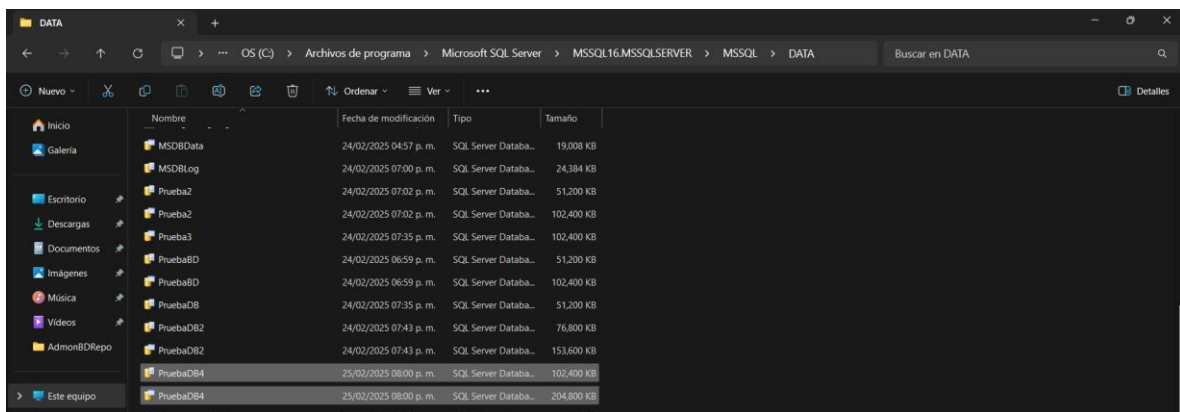 DATA
OS (C:) > Archivos de programa > Microsoft SQL Server > MSSQL16.MSSQLSERVER > MSSQL > DATA
Buscar en DATA
Nuevo
Ordenar
Ver
Detalles
Inicio
Galería
Escritorio
Descargas
Documentos
Imágenes
Música
Vídeos
AdmonBDRepo
Este equipo
Nombre Fecha de modificación Tipo Tamaño
MSDBData 24/02/2025 04:57 p. m. SQL Server Databa... 19,008 KB
MSDBLog 24/02/2025 07:00 p. m. SQL Server Databa... 24,384 KB
Prueba2 24/02/2025 07:02 p. m. SQL Server Databa... 51,200 KB
Prueba2 24/02/2025 07:02 p. m. SQL Server Databa... 102,400 KB
Prueba3 24/02/2025 07:35 p. m. SQL Server Databa... 102,400 KB
PruebaBD 24/02/2025 06:59 p. m. SQL Server Databa... 51,200 KB
PruebaBD 24/02/2025 06:59 p. m. SQL Server Databa... 102,400 KB
PruebaDB 24/02/2025 07:35 p. m. SQL Server Databa... 51,200 KB
PruebaDB2 24/02/2025 07:43 p. m. SQL Server Databa... 76,800 KB
PruebaDB2 24/02/2025 07:43 p. m. SQL Server Databa... 153,600 KB
PruebaDB4 25/02/2025 08:00 p. m. SQL Server Databa... 102,400 KB
PruebaDB4 25/02/2025 08:00 p. m. SQL Server Databa... 204,800 KB